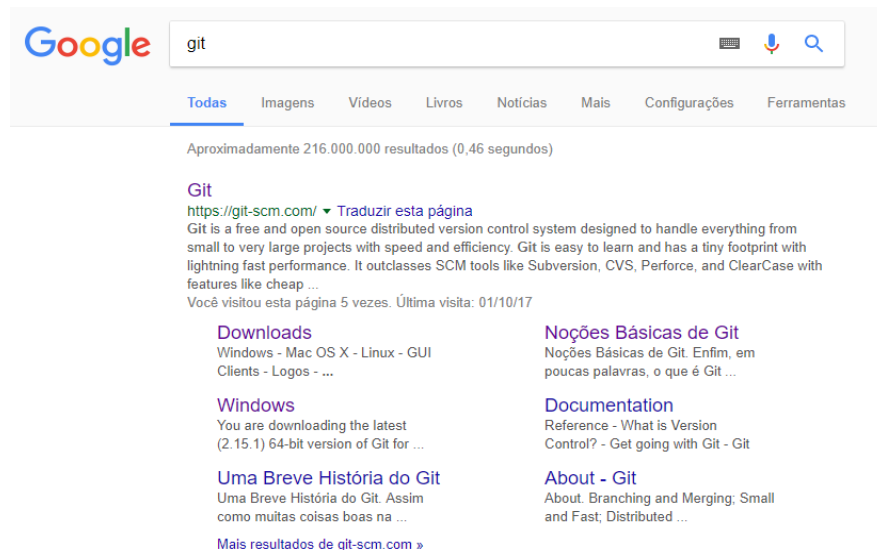 Google
git
Todas Imagens Vídeos Livros Notícias Mais Configurações Ferramentas
Aproximadamente 216.000.000 resultados (0,46 segundos)
Git
https://git-scm.com/ ▼ Traduzir esta página
Git is a free and open source distributed version control system designed to handle everything from
small to very large projects with speed and efficiency. Git is easy to learn and has a tiny footprint with
lightning fast performance. It outclasses SCM tools like Subversion, CVS, Perforce, and ClearCase with
features like cheap ...
Você visitou esta página 5 vezes. Última visita: 01/10/17
Downloads
Windows - Mac OS X - Linux - GUI
Clients - Logos - ...
Noções Básicas de Git
Noções Básicas de Git. Enfim, em
poucas palavras, o que é Git ...
Windows
You are downloading the latest
(2.15.1) 64-bit version of Git for ...
Documentation
Reference - What is Version
Control? - Get going with Git - Git
Uma Breve História do Git
Uma Breve História do Git. Assim
como muitas coisas boas na ...
About - Git
About. Branching and Merging; Small
and Fast; Distributed ...
Mais resultados de git-scm.com »